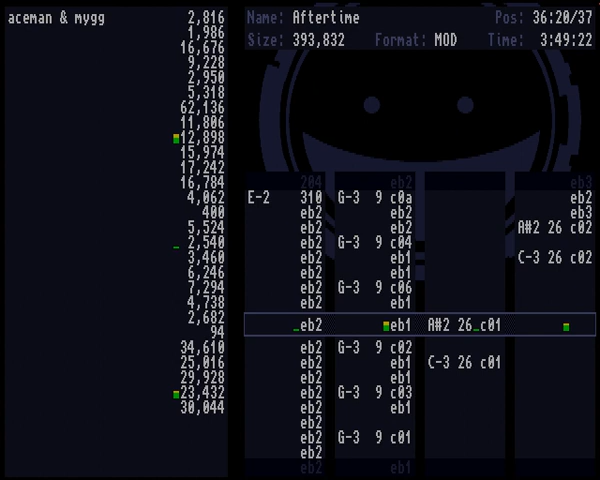 aceman & mygg 2,816
1,986
16,676
9,228
2,950
5,318
62,136
11,806
12,898
15,974
17,242
16,784
4,062
400
5,524
2,540
3,460
6,246
7,294
4,738
2,682
94
34,610
25,016
29,928
23,432
30,044
Name: Aftertime Pos: 36:20/37
Size: 393,832 Format: MOD Time: 3:49:22
204 eb2 eb3
E-2 310 G-3 9 c0a eb2
eb2 eb2 eb3
eb2 eb2 A#2 26 c02
eb2 G-3 9 c04
eb2 eb1 C-3 26 c02
eb2 eb1
eb2 G-3 9 c06
eb2 eb1
eb2 eb1 A#2 26 c01
eb2 G-3 9 c02
eb2 eb1 C-3 26 c01
eb2 eb1
eb2 G-3 9 c03
eb2 eb1
eb2
eb2 G-3 9 c01
eb2
eb2 eb1